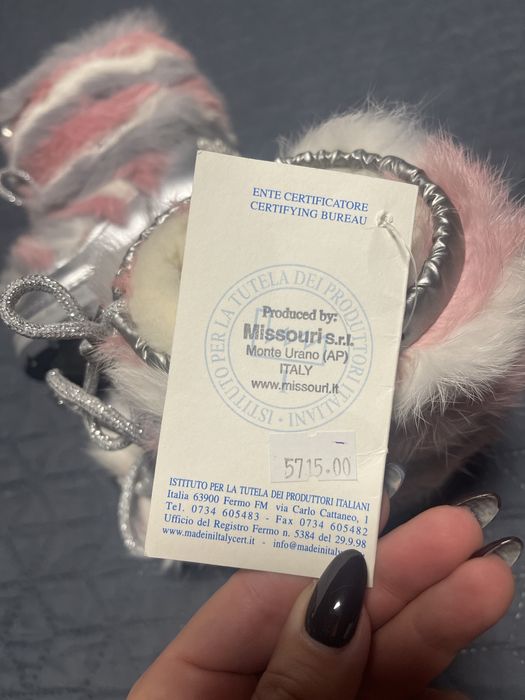 ENTE CERTIFICATORE
CERTIFYING BUREAU
ISTITUTO PER LA TUTELA DEI PRODUTTORI ITALIANI
Produced by:
Missouri s.r.l.
Monte Urano (AP)
ITALY
www.missouri.it
5715.00
ISTITUTO PER LA TUTELA DEI PRODUTTORI ITALIANI
Italia 63900 Fermo FM via Carlo Cattaneo, 1
Tel. 0734 605483 - Fax 0734 605482
Ufficio del Registro Fermo n. 5384 del 29.9.98
www.madeinitalycert.it - info@madeinitalycert